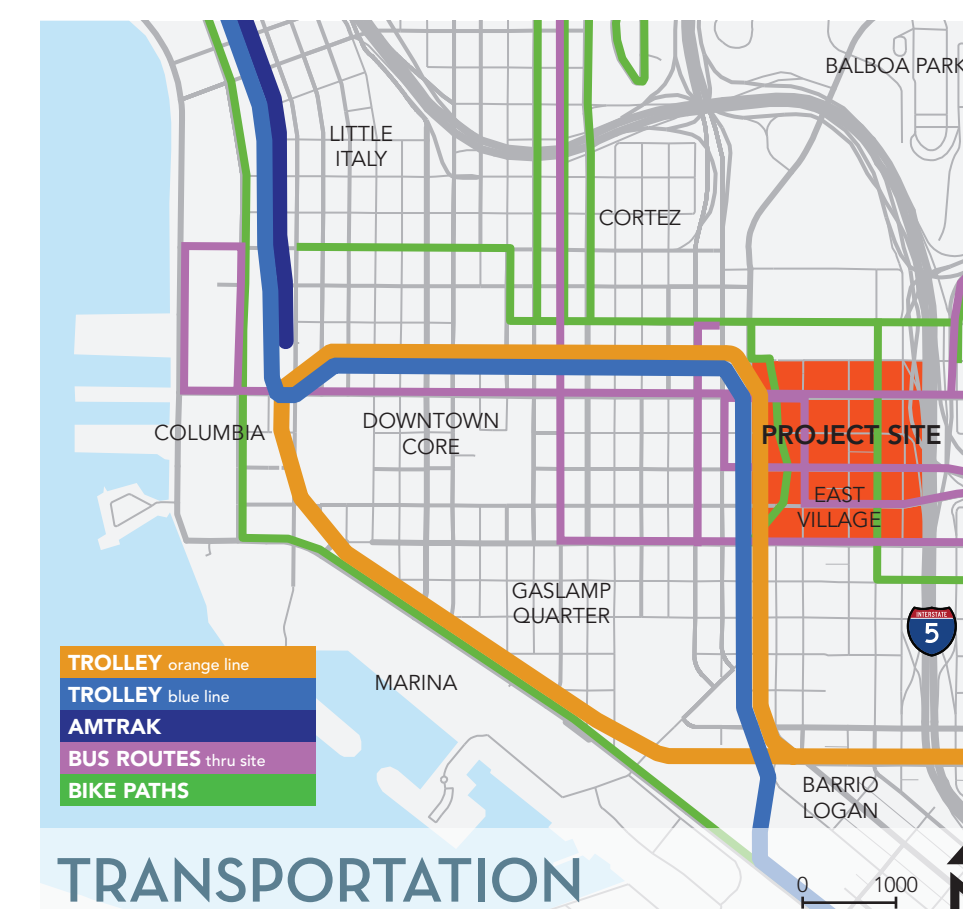 BALBOA PARK
LITTLE
ITALY
CORTEZ
COLUMBIA
DOWNTOWN
CORE
PROJECT SITE
EAST
VILLAGE
GASLAMP
QUARTER
INTERSTATE
5
MARINA
TROLLEY orange line
TROLLEY blue line
AMTRAK
BUS ROUTES thru site
BIKE PATHS
BARRIO
LOGAN
TRANSPORTATION
0 1000